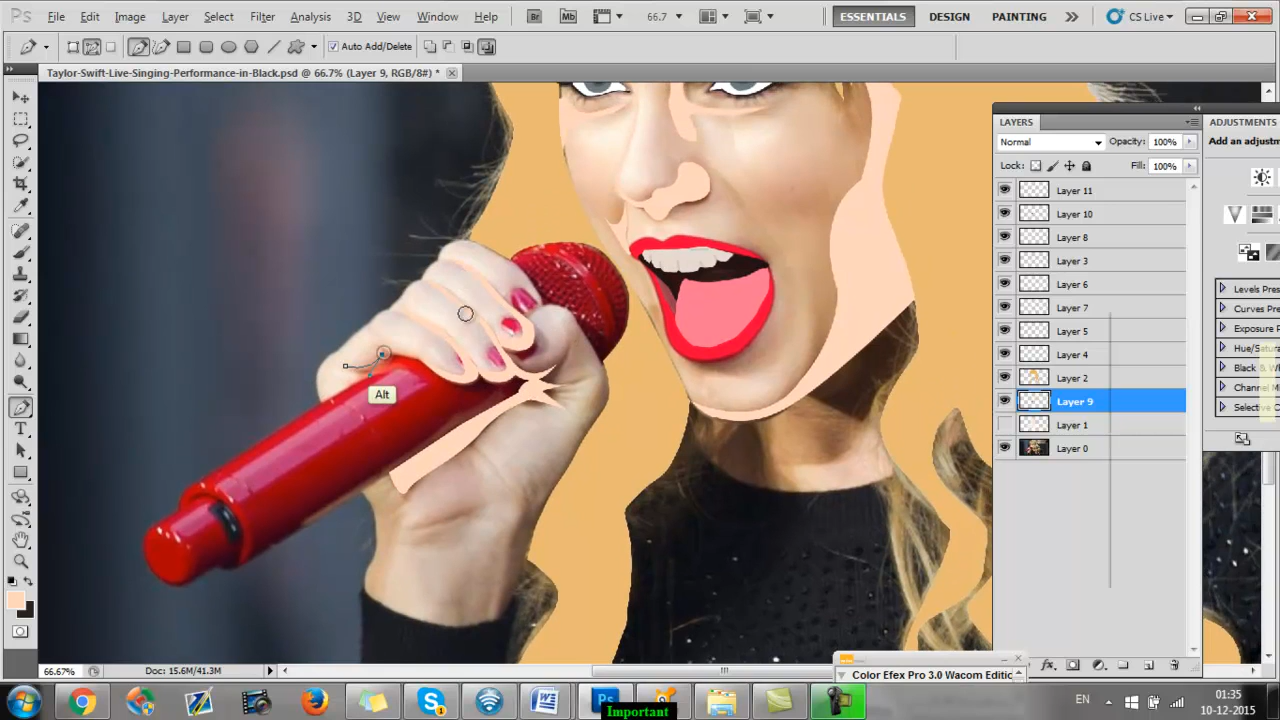 Ps File Edit Image Layer Select Filter Analysis 3D View Window Help Br Mb 66.7 ESSENTIALS DESIGN PAINTING CS Live
Auto Add/Delete
Taylor-Swift-Live-Singing-Performance-in-Black.psd @ 66.7% (Layer 9, RGB/8#) *
LAYERS ADJUSTMENTS
Normal Opacity: 100% Add an adjustm
Lock: Fill: 100%
Layer 11
Layer 10
Layer 8
Layer 3
Layer 6
Layer 7
Layer 5
Layer 4
Layer 2
Layer 9
Layer 1
Layer 0
Levels Pres
Curves Pres
Exposure P
Hue/Satura
Black & W
Channel M
Selective C
Alt
66.67% Doc: 15.6M/41.3M
Color Efex Pro 3.0 Wacom Editic
EN 01:35
10-12-2015
Important